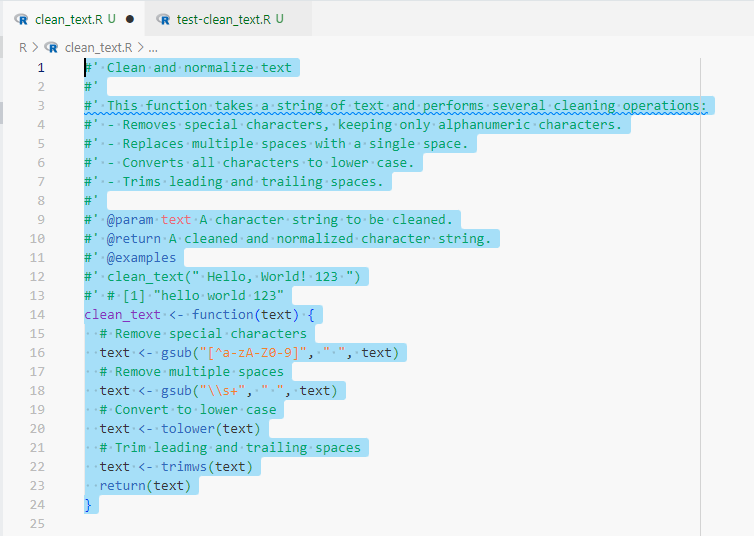 clean_text.R U ● test-clean_text.R U
R > clean_text.R > ...
1 #' Clean and normalize text
2 #'
3 #' This function takes a string of text and performs several cleaning operations:
4 #' - Removes special characters, keeping only alphanumeric characters.
5 #' - Replaces multiple spaces with a single space.
6 #' - Converts all characters to lower case.
7 #' - Trims leading and trailing spaces.
8 #'
9 #' @param text A character string to be cleaned.
10 #' @return A cleaned and normalized character string.
11 #' @examples
12 #' clean_text(" Hello, World! 123 ")
13 #' # [1] "hello world 123"
14 clean_text <- function(text) {
15   # Remove special characters
16   text <- gsub("[^a-zA-Z0-9]", " ", text)
17   # Remove multiple spaces
18   text <- gsub("\\s+", " ", text)
19   # Convert to lower case
20   text <- tolower(text)
21   # Trim leading and trailing spaces
22   text <- trimws(text)
23   return(text)
24 }
25